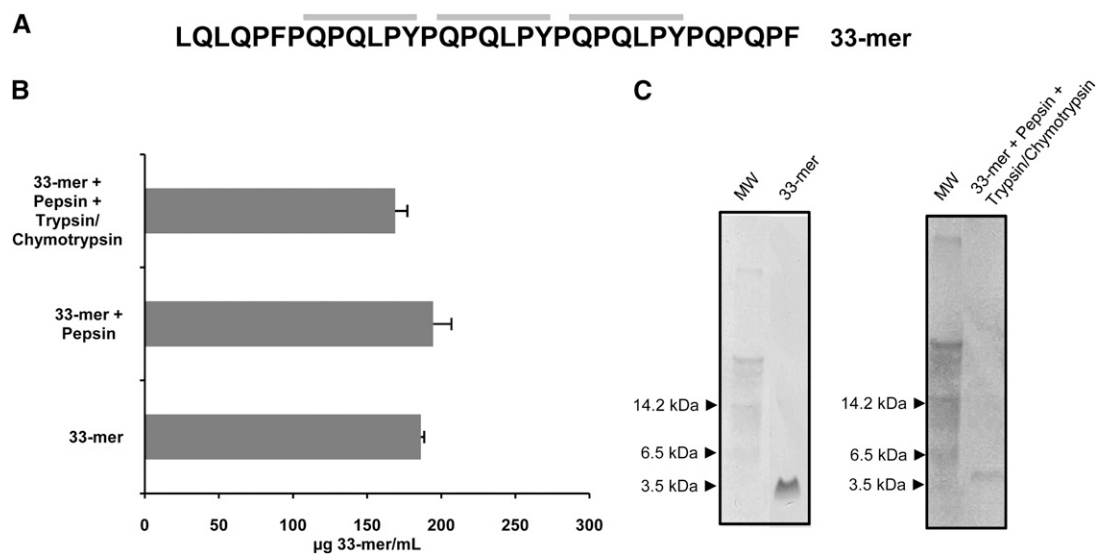 A
LQLQPFPQPQLPYPQPQLPYPQPQLPYPQPQPF 33-mer
B
33-mer +
Pepsin +
Trypsin/
Chymotrypsin
33-mer +
Pepsin
33-mer
0 50 100 150 200 250 300
µg 33-mer/mL
C
MW
33-mer
14.2 kDa
6.5 kDa
3.5 kDa
MW
33-mer + Pepsin +
Trypsin/Chymotrypsin
14.2 kDa
6.5 kDa
3.5 kDa